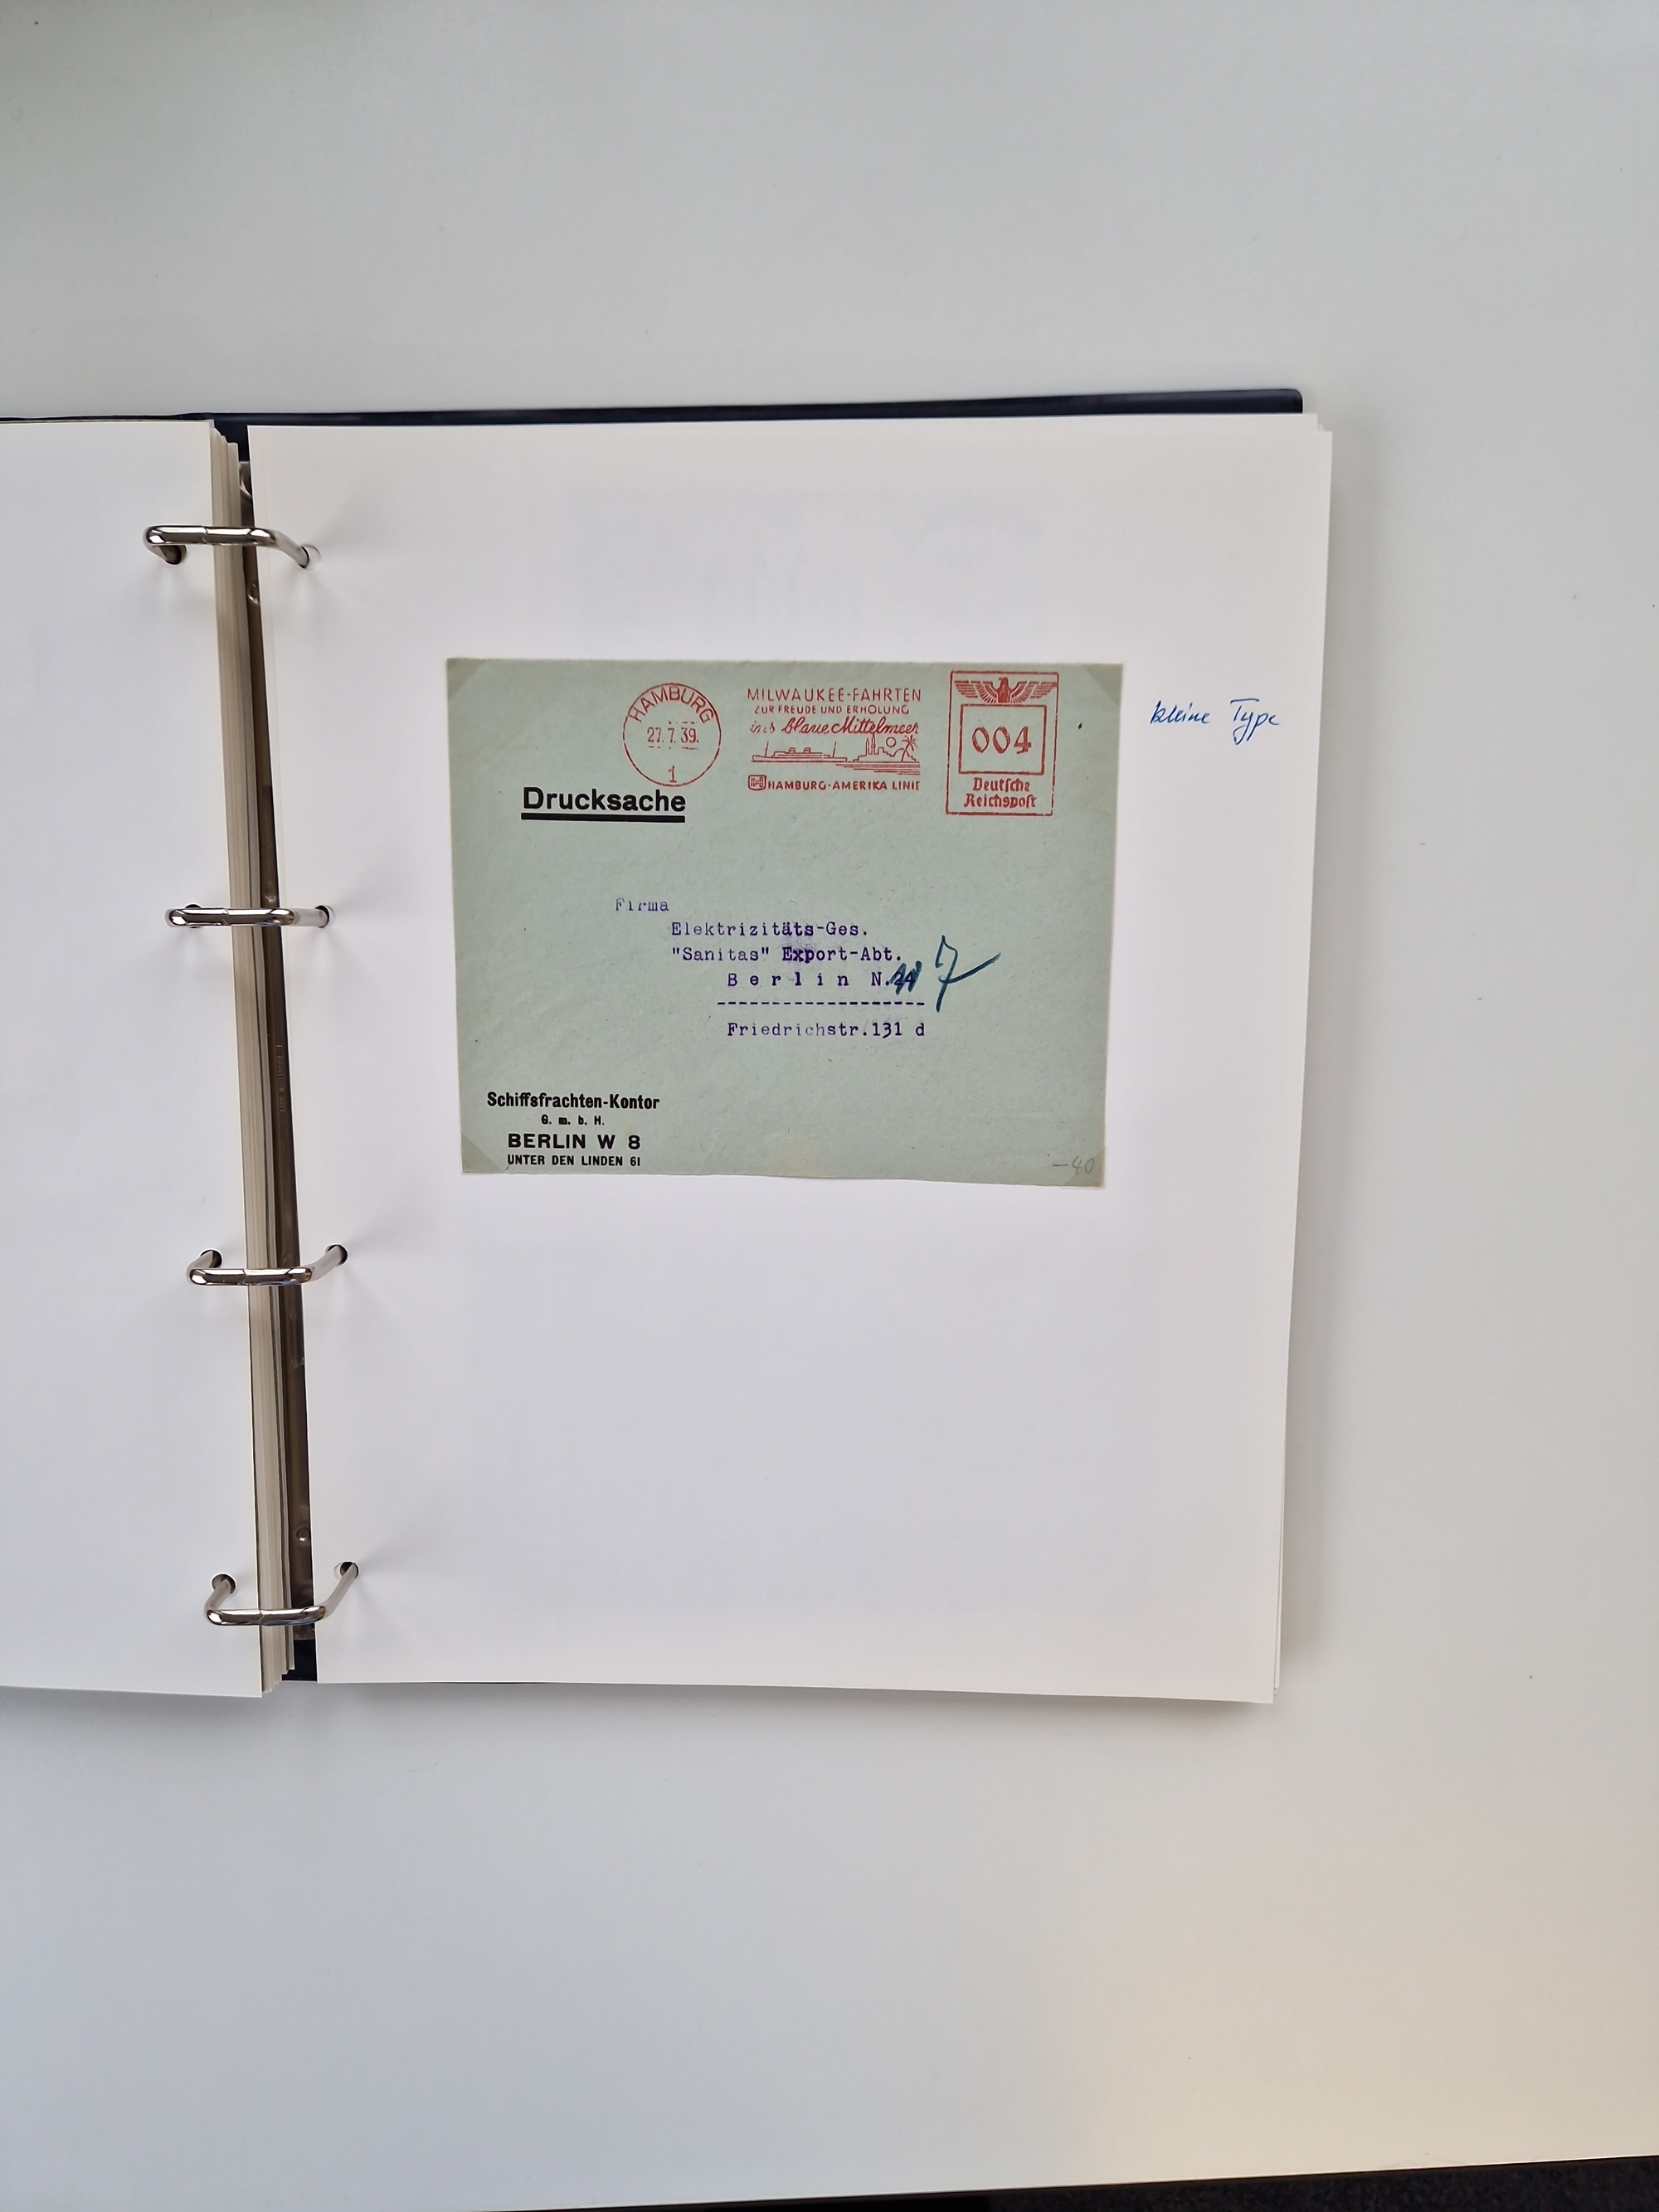 HAMBURG
27.7.39.
1
MILWAUKEE-FAHRTEN
ZUR FREUDE UND ERHOLUNG
ins blaue Mittelmeer
HAMBURG-AMERIKA LINIE
004
Deutsche
Reichspost
kleine Type
Drucksache
Firma
Elektrizitäts-Ges.
"Sanitas" Export-Abt.
Berlin N. 7
Friedrichstr.131 d
Schiffsfrachten-Kontor
G. m. b. H.
BERLIN W 8
UNTER DEN LINDEN 61
—40